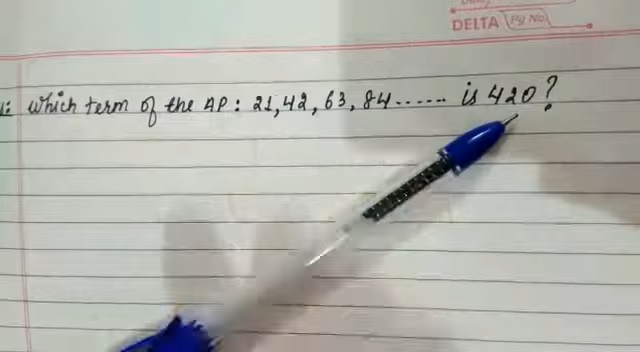 DELTA Pg No.
which term of the AP: 21, 42, 63, 84...... is 420?